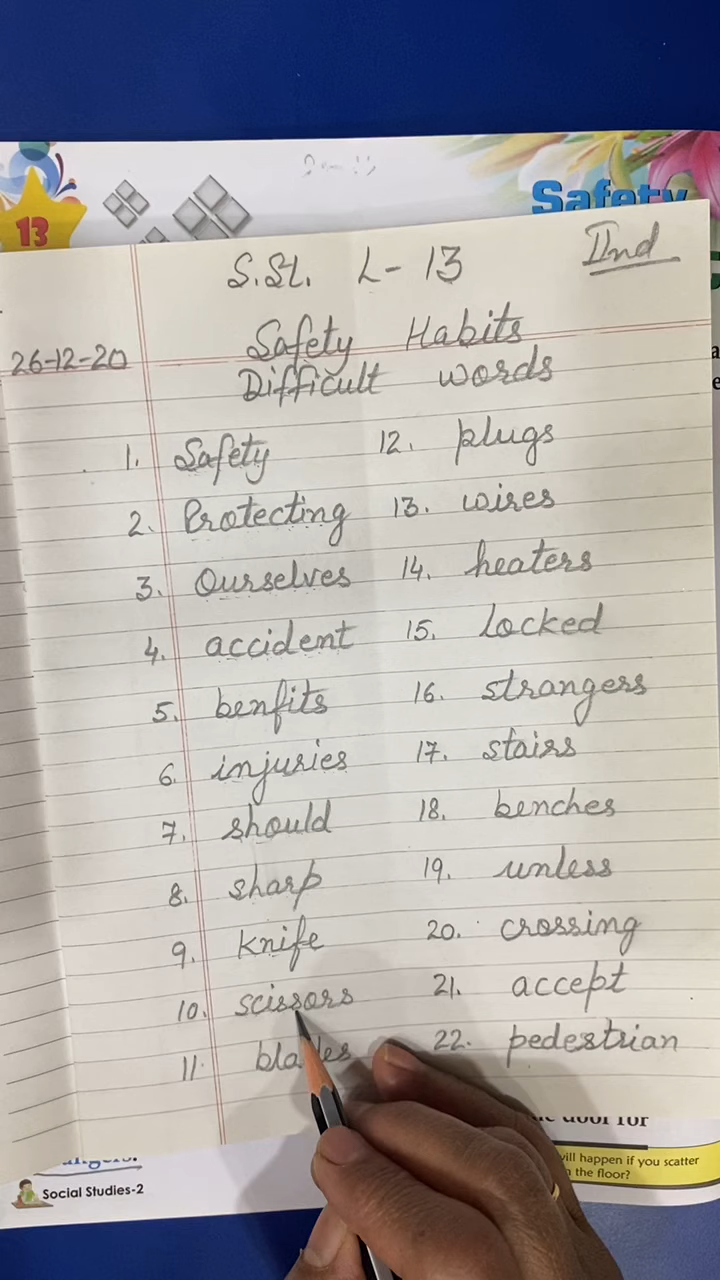 13
Safety
S.St. L-13
IInd
26-12-20
Safety Habits
Difficult words
1. Safety
2. Protecting
3. Ourselves
4. accident
5. benfits
6. injuries
7. should
8. sharp
9. knife
10. scissors
11. blades
12. plugs
13. wires
14. heaters
15. locked
16. strangers
17. stairs
18. benches
19. unless
20. crossing
21. accept
22. pedestrian
door for
will happen if you scatter
the floor?
Social Studies-2